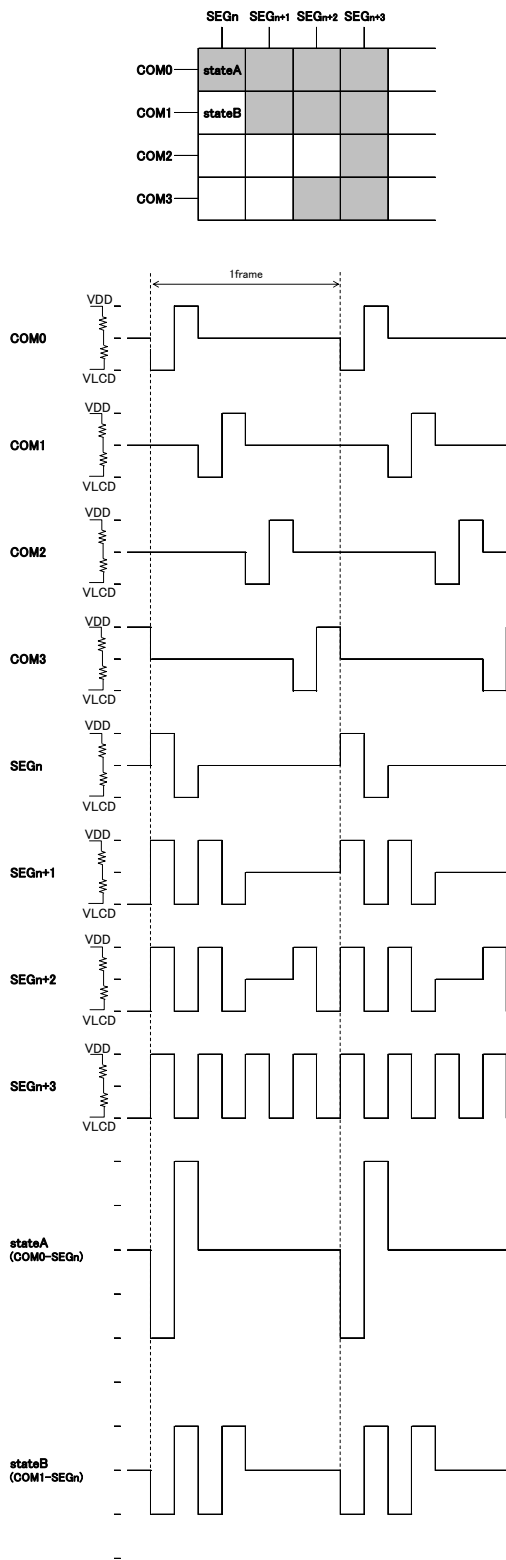 SEGn SEGn+1 SEGn+2 SEGn+3
COM0 stateA
COM1 stateB
COM2
COM3
1frame
VDD
COM0
VLCD
VDD
COM1
VLCD
VDD
COM2
VLCD
VDD
COM3
VLCD
VDD
SEGn
VLCD
VDD
SEGn+1
VLCD
VDD
SEGn+2
VLCD
VDD
SEGn+3
VLCD
stateA
(COM0-SEGn)
stateB
(COM1-SEGn)